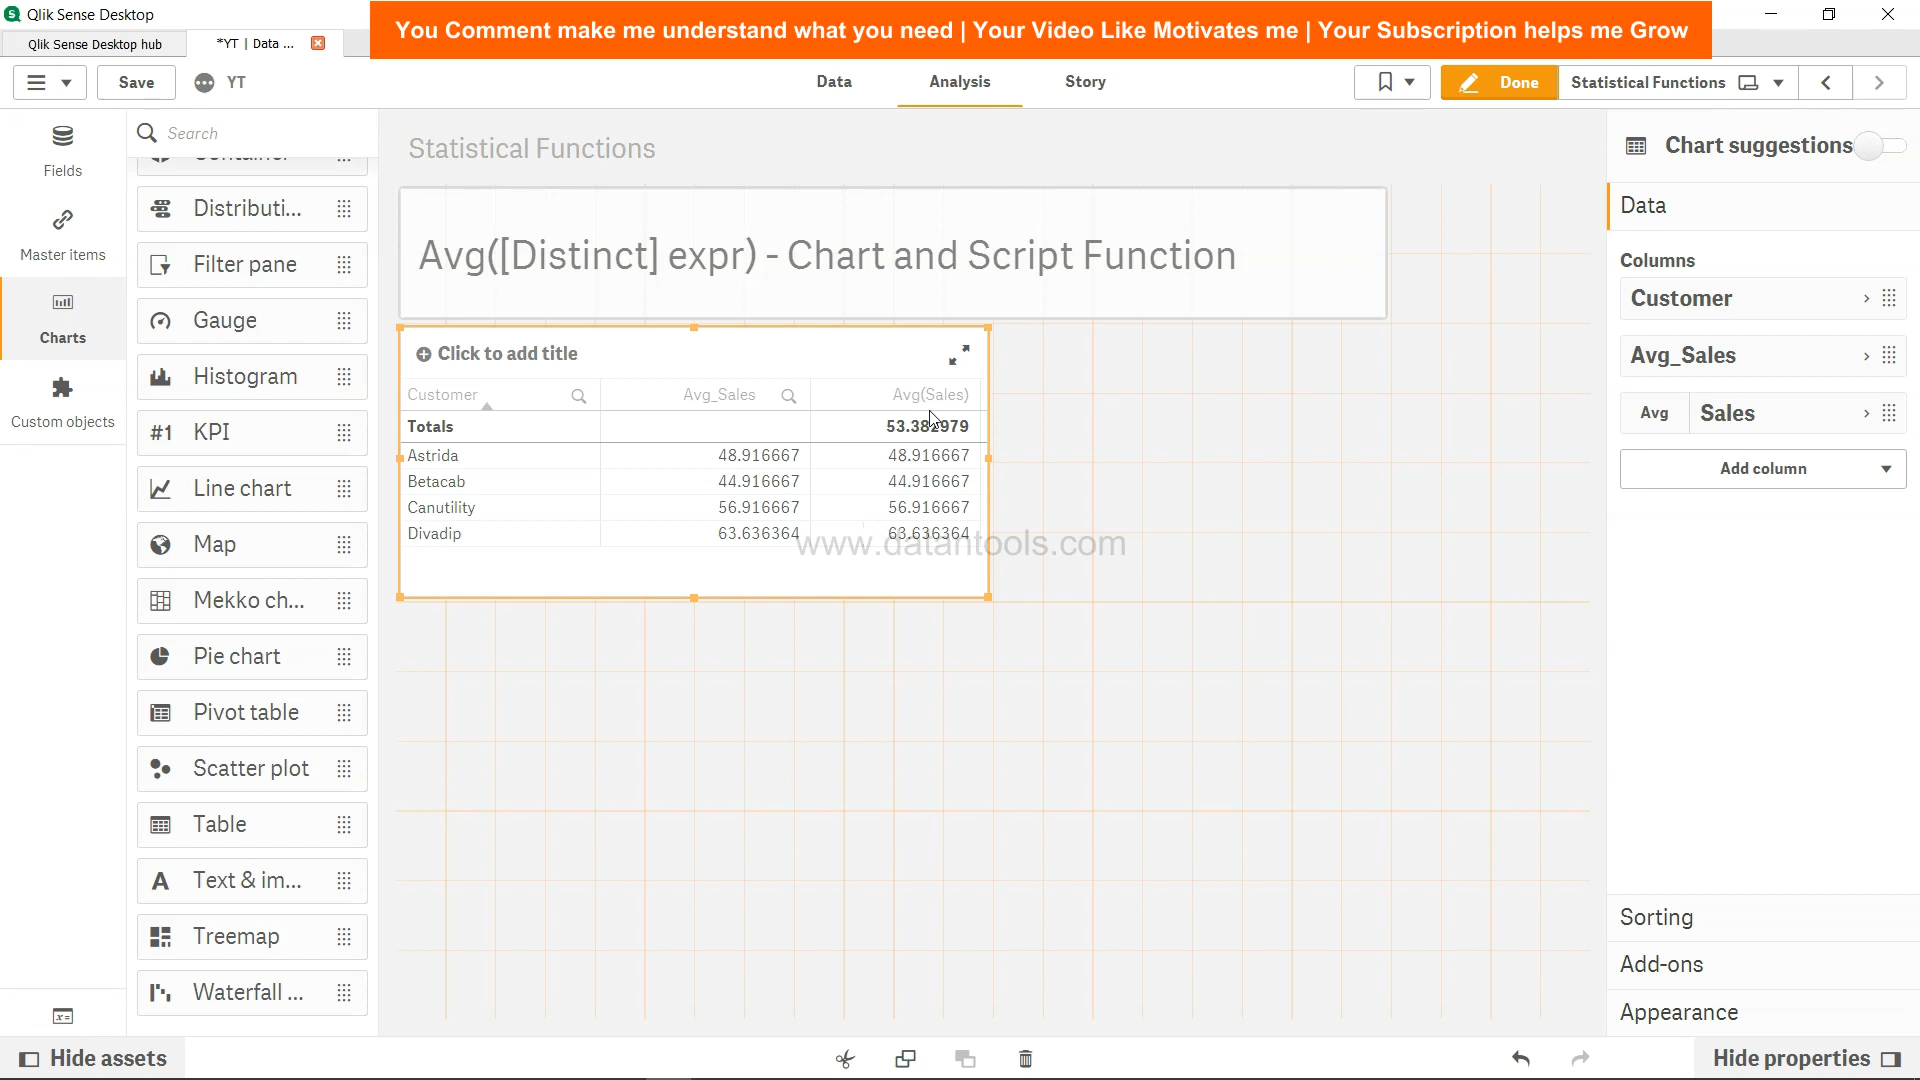 Qlik Sense Desktop
Qlik Sense Desktop hub
*YT | Data ...
You Comment make me understand what you need | Your Video Like Motivates me | Your Subscription helps me Grow
Save
YT
Data
Analysis
Story
Done
Statistical Functions
Fields
Master items
Charts
Custom objects
Search
Container
Distributi...
Filter pane
Gauge
Histogram
#1 KPI
Line chart
Map
Mekko ch...
Pie chart
Pivot table
Scatter plot
Table
A Text & im...
Treemap
Waterfall ...
Statistical Functions
Avg([Distinct] expr) - Chart and Script Function
Click to add title
Customer Avg_Sales Avg(Sales)
Totals 53.382979
Astrida 48.916667 48.916667
Betacab 44.916667 44.916667
Canutility 56.916667 56.916667
Divadip 63.636364 63.636364
www.datantools.com
Chart suggestions
Data
Columns
Customer
Avg_Sales
Avg Sales
Add column
Sorting
Add-ons
Appearance
Hide assets
Hide properties